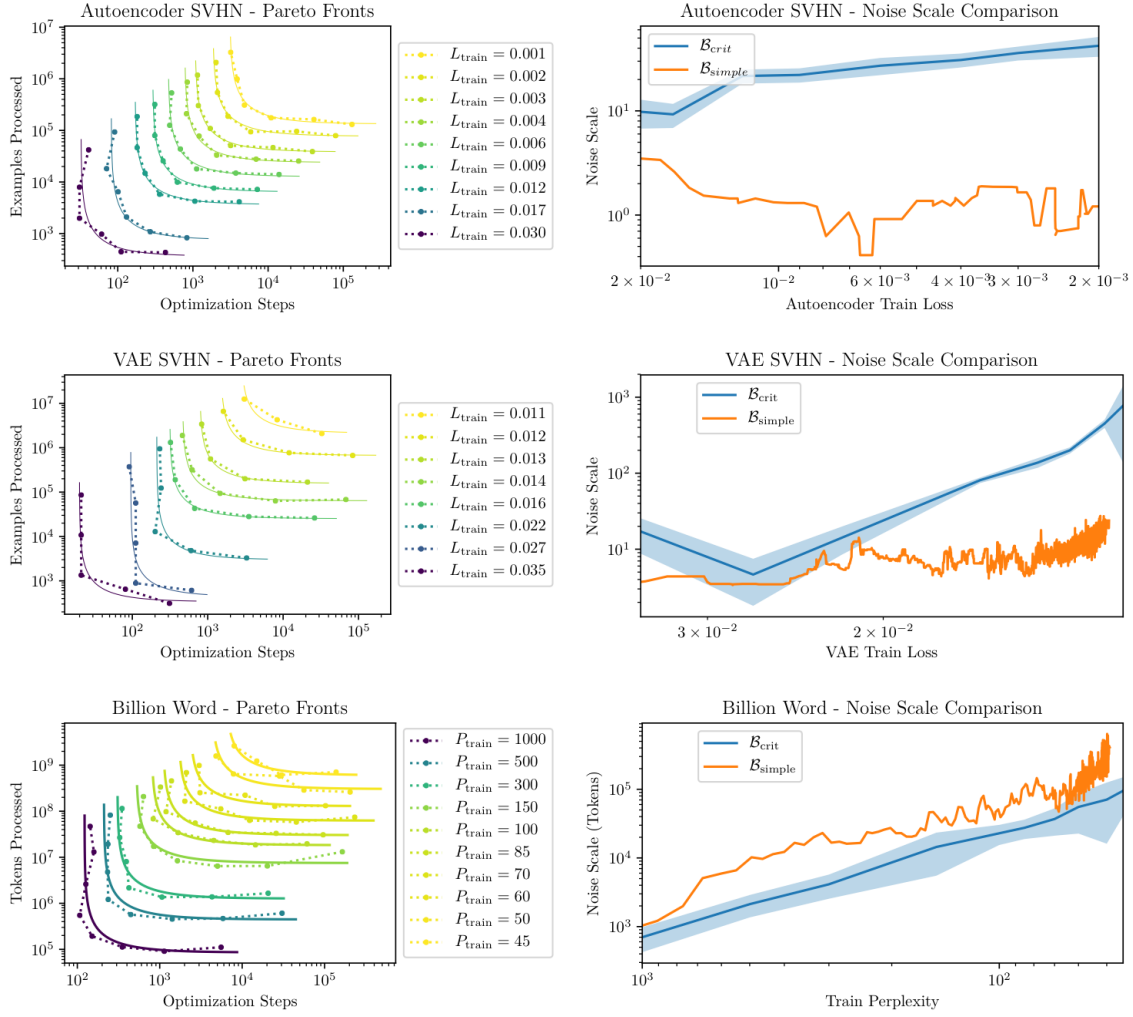 Autoencoder SVHN - Pareto Fronts
Examples Processed
10^7
10^6
10^5
10^4
10^3
10^2
10^3
10^4
10^5
Optimization Steps
L_train = 0.001
L_train = 0.002
L_train = 0.003
L_train = 0.004
L_train = 0.006
L_train = 0.009
L_train = 0.012
L_train = 0.017
L_train = 0.030
Autoencoder SVHN - Noise Scale Comparison
B_crit
B_simple
Noise Scale
10^1
10^0
2 × 10^−2
10^−2
6 × 10^−3
4 × 10^−3
3 × 10^−3
2 × 10^−3
Autoencoder Train Loss
VAE SVHN - Pareto Fronts
Examples Processed
10^7
10^6
10^5
10^4
10^3
10^2
10^3
10^4
10^5
Optimization Steps
L_train = 0.011
L_train = 0.012
L_train = 0.013
L_train = 0.014
L_train = 0.016
L_train = 0.022
L_train = 0.027
L_train = 0.035
VAE SVHN - Noise Scale Comparison
B_crit
B_simple
Noise Scale
10^3
10^2
10^1
3 × 10^−2
2 × 10^−2
VAE Train Loss
Billion Word - Pareto Fronts
Tokens Processed
10^9
10^8
10^7
10^6
10^5
10^2
10^3
10^4
10^5
Optimization Steps
P_train = 1000
P_train = 500
P_train = 300
P_train = 150
P_train = 100
P_train = 85
P_train = 70
P_train = 60
P_train = 50
P_train = 45
Billion Word - Noise Scale Comparison
B_crit
B_simple
Noise Scale (Tokens)
10^5
10^4
10^3
10^3
10^2
Train Perplexity